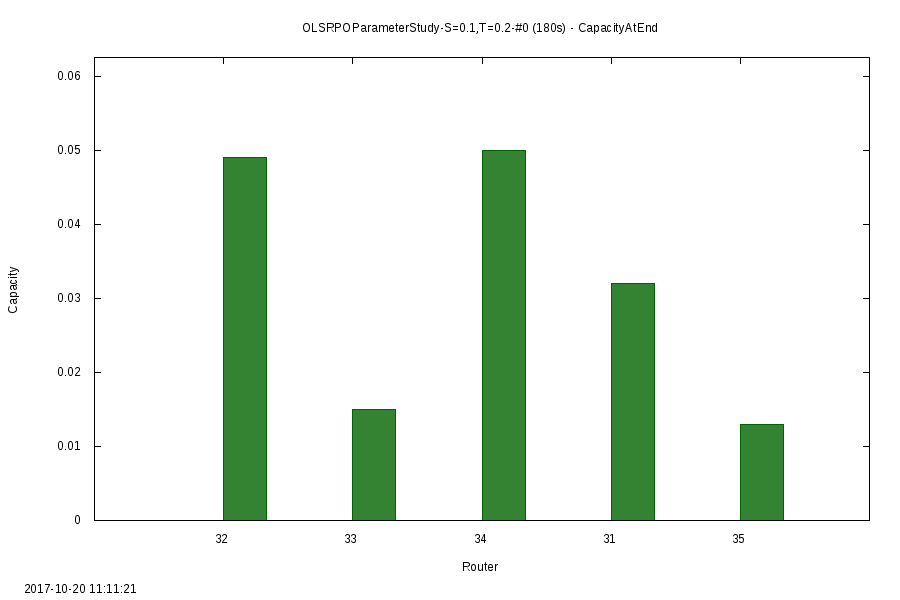 OLSRPOParameterStudy-S=0.1,T=0.2-#0 (180s) - CapacityAtEnd
0.06
0.05
0.04
0.03
0.02
0.01
0
Capacity
32 33 34 31 35
Router
2017-10-20 11:11:21